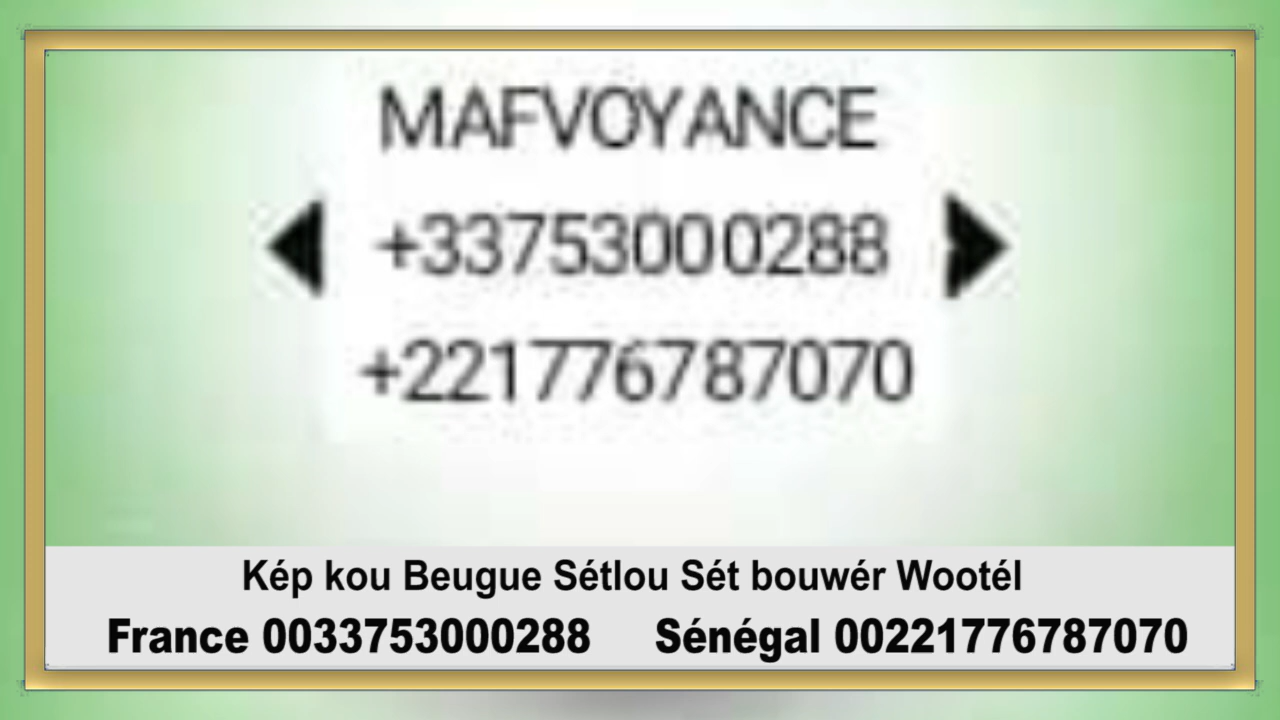 MAFVOYANCE
+33753000288
+221776787070
Kép kou Beugue Sétlou Sét bouwér Wootél
France 0033753000288 Sénégal 00221776787070